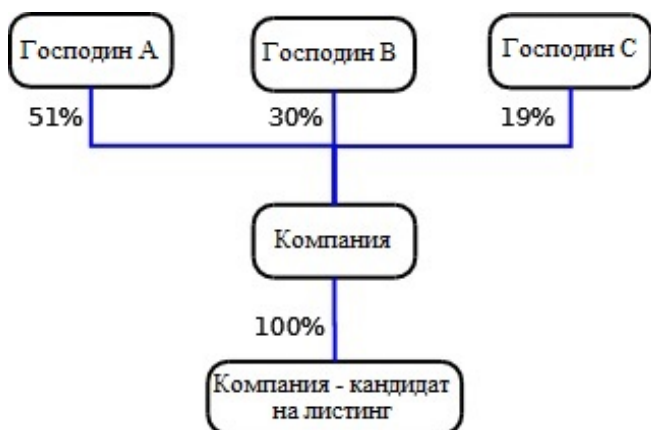 Господин А
Господин В
Господин С
51%
30%
19%
Компания
100%
Компания - кандидат
на листинг